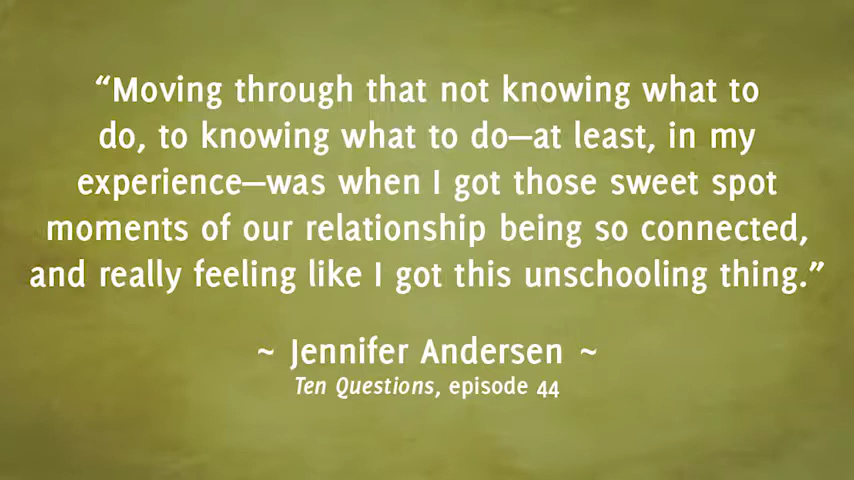 “Moving through that not knowing what to
do, to knowing what to do—at least, in my
experience—was when I got those sweet spot
moments of our relationship being so connected,
and really feeling like I got this unschooling thing.”
~ Jennifer Andersen ~
Ten Questions, episode 44